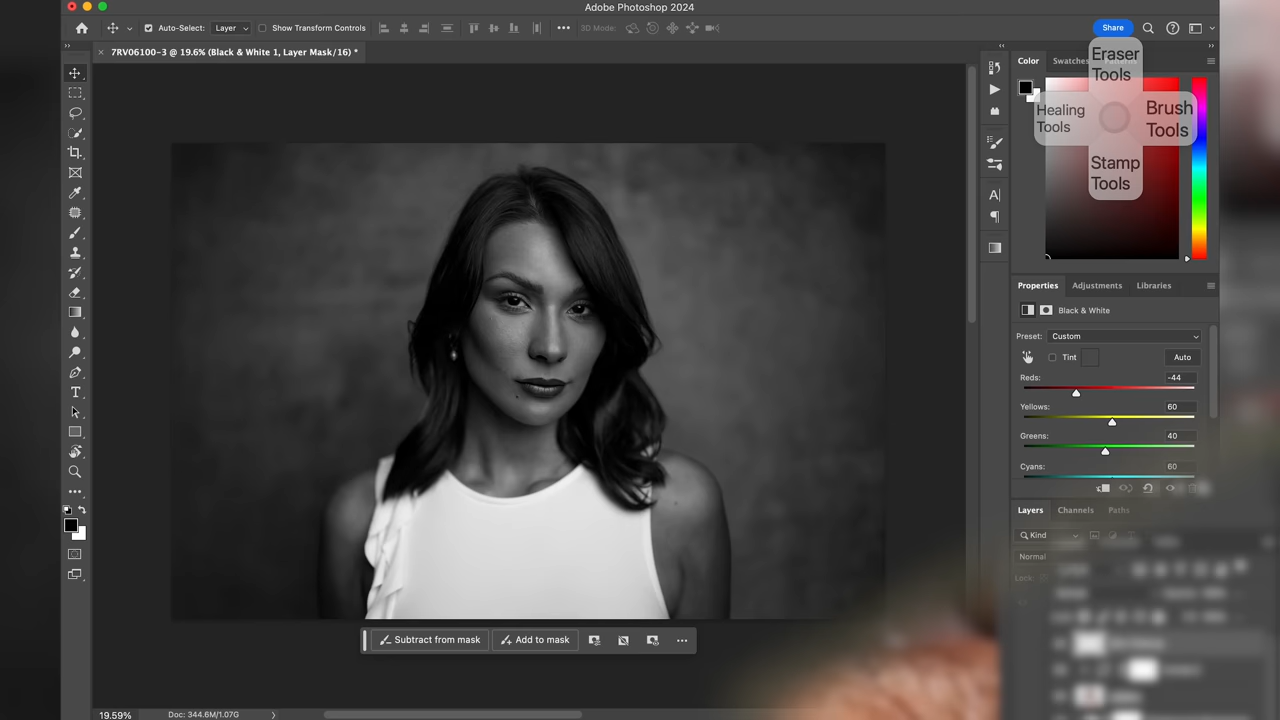 Adobe Photoshop 2024
Auto-Select: Layer Show Transform Controls 3D Mode: Share
7RV06100-3 @ 19.6% (Black & White 1, Layer Mask/16) *
Color Swatches
Eraser
Tools
Healing
Tools
Brush
Tools
Stamp
Tools
Properties Adjustments Libraries
Black & White
Preset: Custom
Tint Auto
Reds: -44
Yellows: 60
Greens: 40
Cyans: 60
Layers Channels Paths
Kind
Normal
Lock:
Subtract from mask Add to mask
19.59% Doc: 344.6M/1.07G